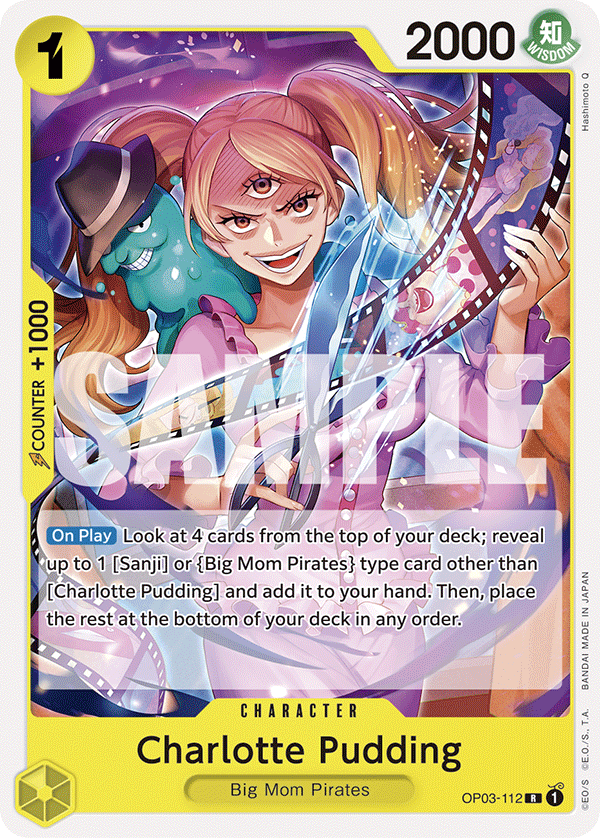 1
2000
知
WISDOM
Hashimoto Q
COUNTER +1000
SAMPLE
On Play Look at 4 cards from the top of your deck; reveal
up to 1 [Sanji] or {Big Mom Pirates} type card other than
[Charlotte Pudding] and add it to your hand. Then, place
the rest at the bottom of your deck in any order.
CHARACTER
Charlotte Pudding
Big Mom Pirates
OP03-112 R 1
©EO/S ©E.O./S., T.A. BANDAI MADE IN JAPAN